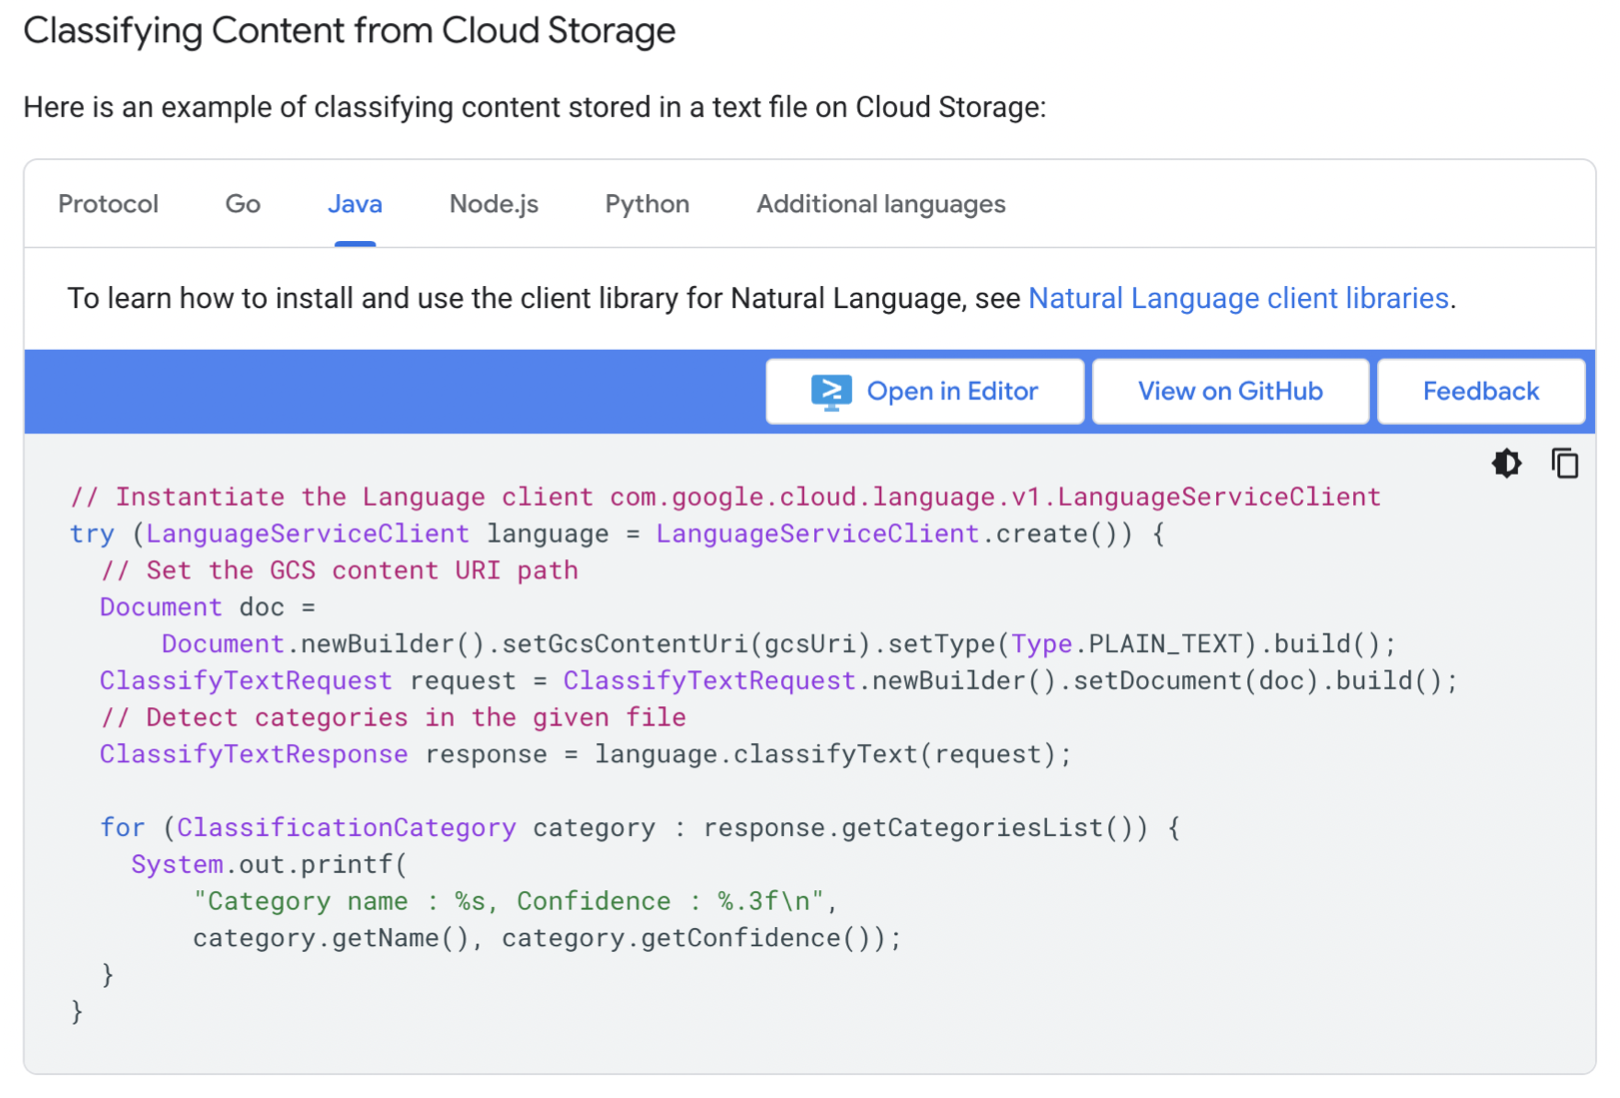 Classifying Content from Cloud Storage
Here is an example of classifying content stored in a text file on Cloud Storage:
Protocol Go Java Node.js Python Additional languages
To learn how to install and use the client library for Natural Language, see Natural Language client libraries.
Open in Editor View on GitHub Feedback
// Instantiate the Language client com.google.cloud.language.v1.LanguageServiceClient
try (LanguageServiceClient language = LanguageServiceClient.create()) {
  // Set the GCS content URI path
  Document doc =
      Document.newBuilder().setGcsContentUri(gcsUri).setType(Type.PLAIN_TEXT).build();
  ClassifyTextRequest request = ClassifyTextRequest.newBuilder().setDocument(doc).build();
  // Detect categories in the given file
  ClassifyTextResponse response = language.classifyText(request);

  for (ClassificationCategory category : response.getCategoriesList()) {
    System.out.printf(
        "Category name : %s, Confidence : %.3f\n",
        category.getName(), category.getConfidence());
  }
}